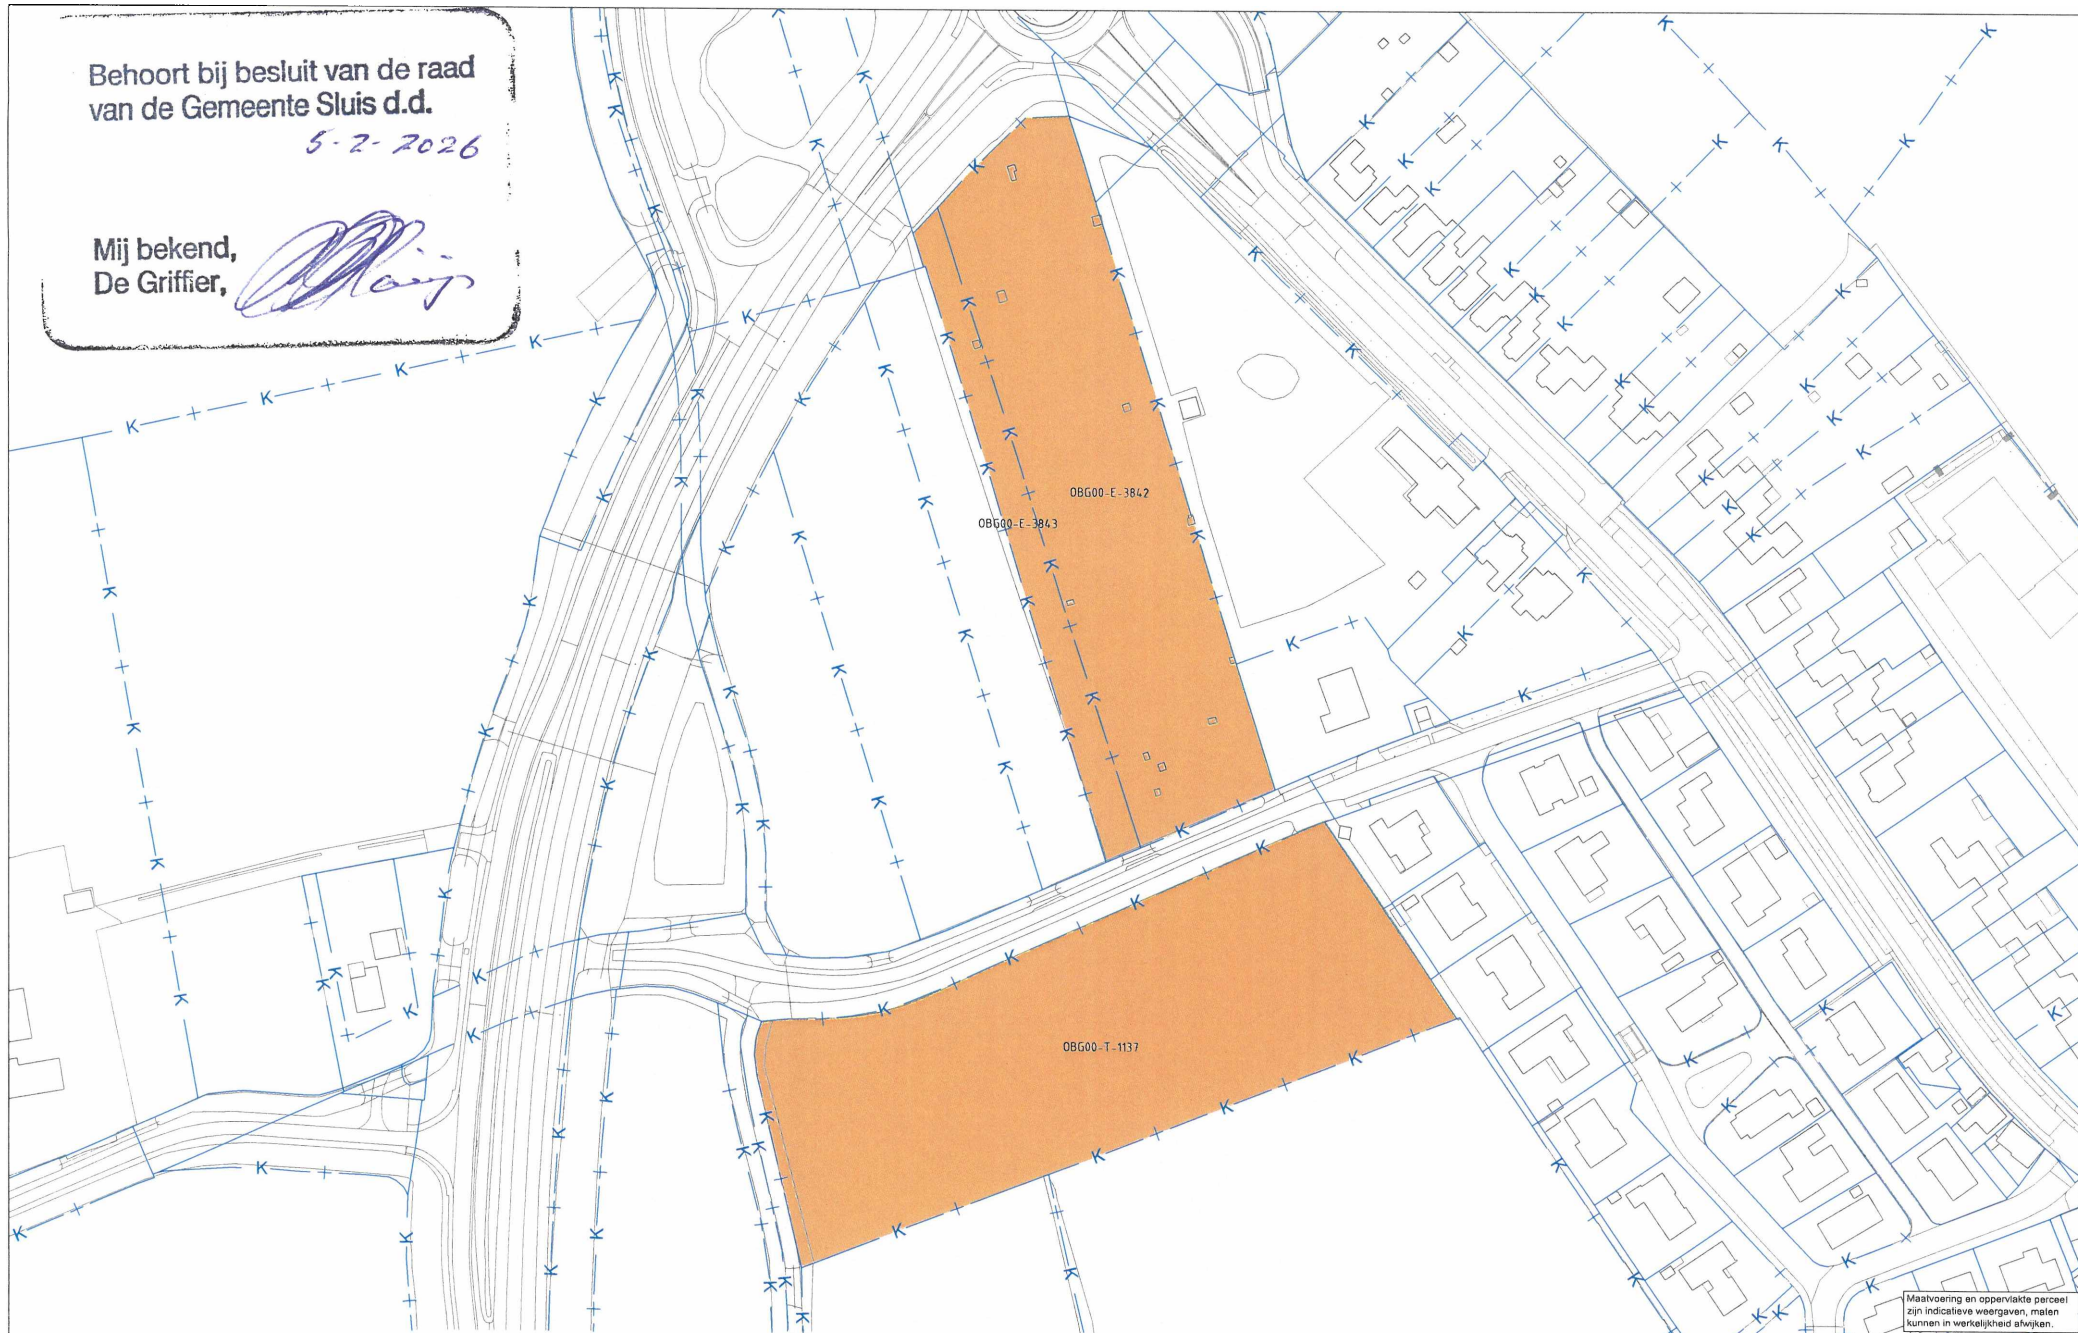 Behoort bij besluit van de raad
van de Gemeente Sluis d.d.
5-2-2026
Mij bekend,
De Griffier,
OBG00-E-3842
OBG00-E-3843
OBG00-T-1137
Maatvoering en oppervlakte perceel
zijn indicatieve weergaven, maten
kunnen in werkelijkheid afwijken.